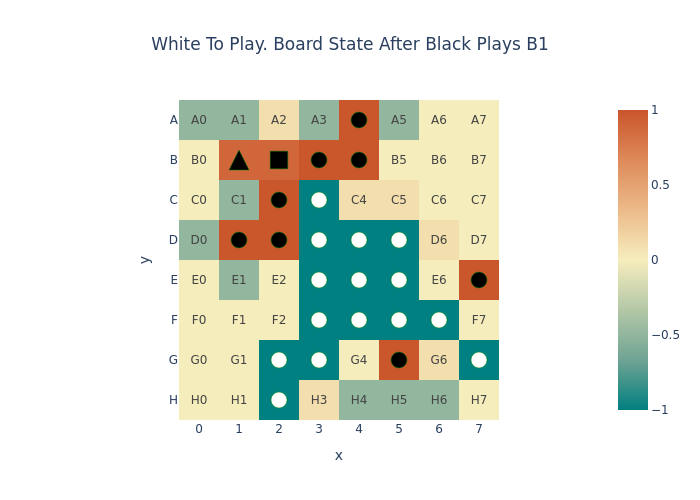 White To Play. Board State After Black Plays B1
A A0 A1 A2 A3 A5 A6 A7
B B0 B5 B6 B7
C C0 C1 C4 C5 C6 C7
D D0 D6 D7
E E0 E1 E2 E6
F F0 F1 F2 F7
G G0 G1 G4 G6
H H0 H1 H3 H4 H5 H6 H7
0 1 2 3 4 5 6 7
x
y
1
0.5
0
−0.5
−1